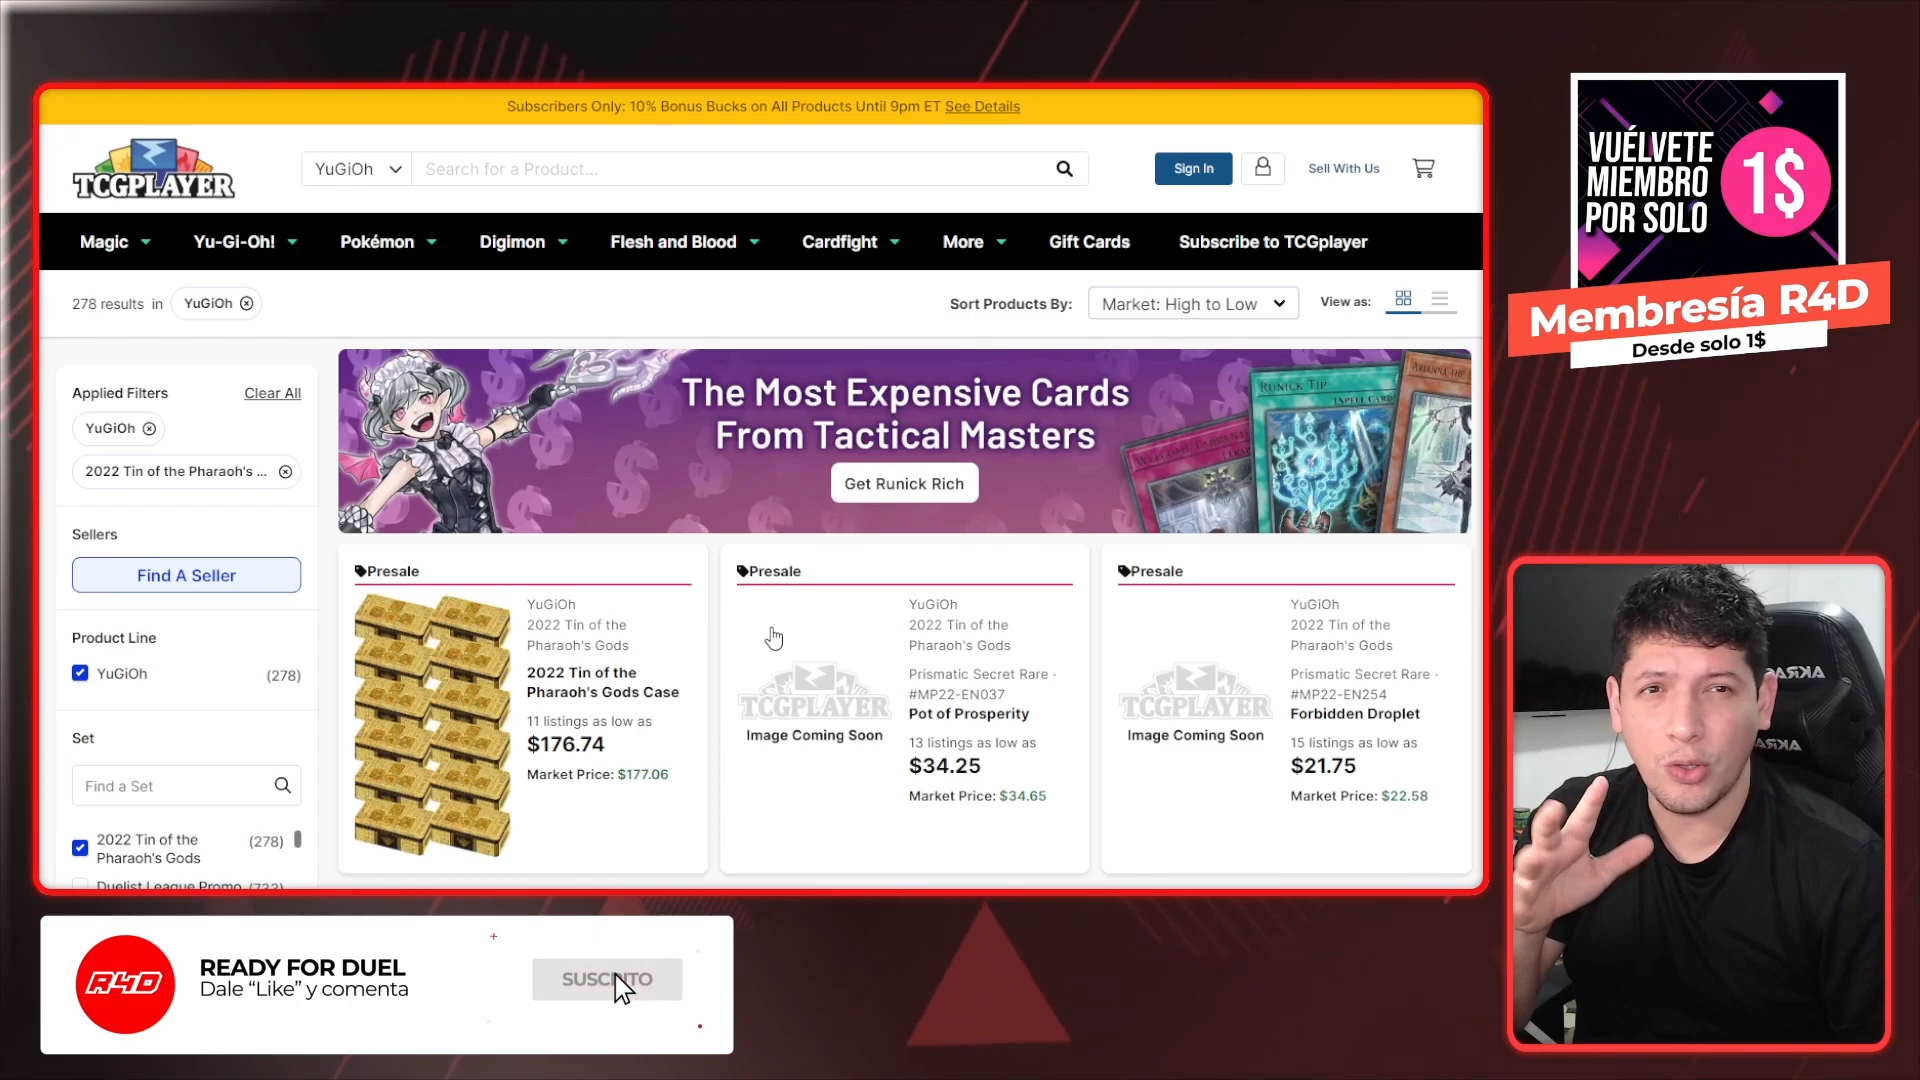 Subscribers Only: 10% Bonus Bucks on All Products Until 9pm ET See Details
TCGPLAYER
YuGiOh
Search for a Product...
Sign In
Sell With Us
Magic
Yu-Gi-Oh!
Pokémon
Digimon
Flesh and Blood
Cardfight
More
Gift Cards
Subscribe to TCGplayer
278 results in YuGiOh
Sort Products By: Market: High to Low
View as:
Applied Filters
Clear All
YuGiOh
2022 Tin of the Pharaoh's ...
Sellers
Find A Seller
Product Line
YuGiOh (278)
Set
Find a Set
2022 Tin of the
Pharaoh's Gods
(278)
Duelist League Promo
The Most Expensive Cards
From Tactical Masters
Get Runick Rich
RUNICK TIP
Presale
YuGiOh
2022 Tin of the
Pharaoh's Gods
2022 Tin of the
Pharaoh's Gods Case
11 listings as low as
$176.74
Market Price: $177.06
Presale
TCGPLAYER
Image Coming Soon
YuGiOh
2022 Tin of the
Pharaoh's Gods
Prismatic Secret Rare ·
#MP22-EN037
Pot of Prosperity
13 listings as low as
$34.25
Market Price: $34.65
Presale
TCGPLAYER
Image Coming Soon
YuGiOh
2022 Tin of the
Pharaoh's Gods
Prismatic Secret Rare ·
#MP22-EN254
Forbidden Droplet
15 listings as low as
$21.75
Market Price: $22.58
VUÉLVETE
MIEMBRO
POR SOLO
1$
Membresía R4D
Desde solo 1$
AKRAC
R4D
READY FOR DUEL
Dale “Like” y comenta
SUSCRITO